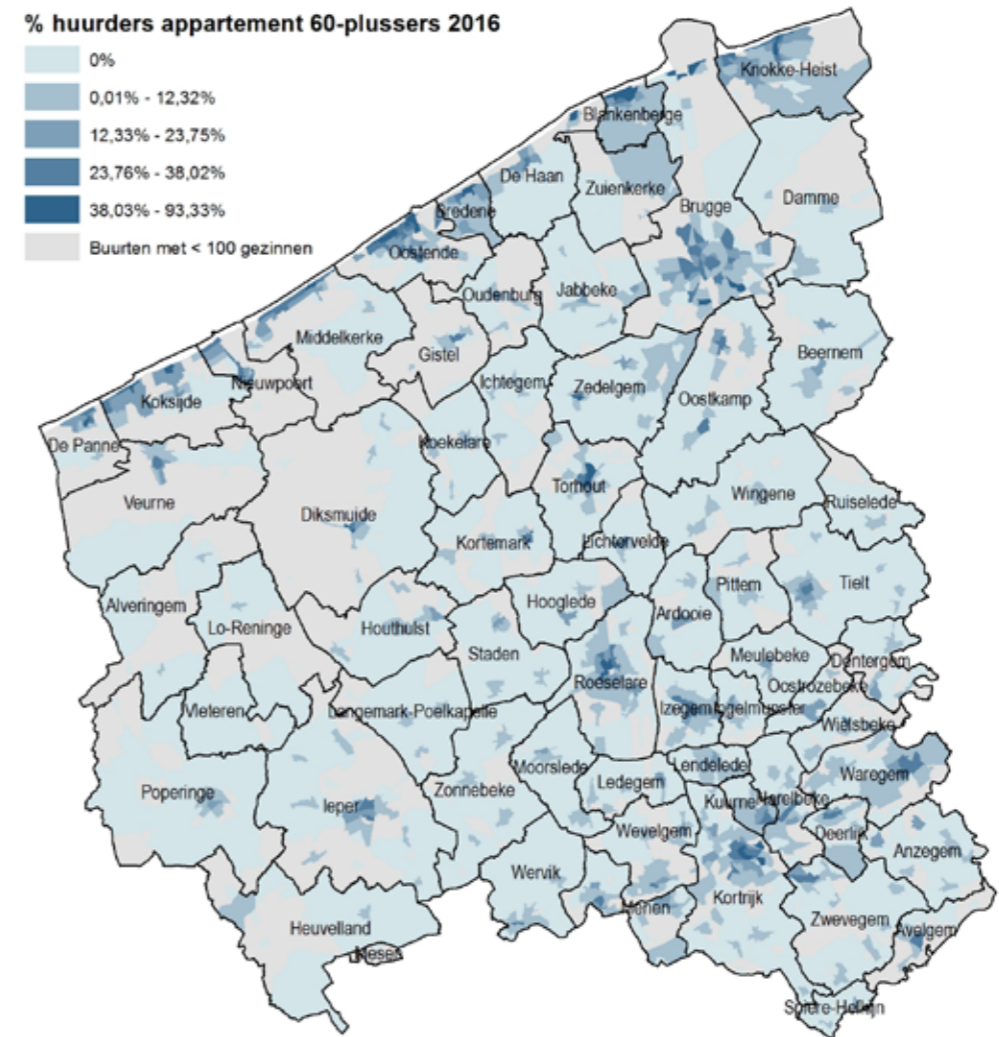 % huurders appartement 60-plussers 2016
0%
0,01% - 12,32%
12,33% - 23,75%
23,76% - 38,02%
38,03% - 93,33%
Buurten met < 100 gezinnen
Knokke-Heist
Blankenberge
De Haan
Zuienkerke
Damme
Brugge
Bredene
Oostende
Oudenburg
Jabbeke
Middelkerke
Gistel
Beernem
Nieuwpoort
Ichtegem
Zedelgem
Koksijde
Oostkamp
De Panne
Koekelare
Torhout
Wingene
Veurne
Ruiselede
Diksmuide
Kortemark
Lichtervelde
Pittem
Tielt
Alveringem
Hooglede
Ardooie
Lo-Reninge
Houthulst
Staden
Meulebeke
Dentergem
Roeselare
Oostrozebeke
Vleteren
Langemark-Poelkapelle
Izegem
Ingelmunster
Wielsbeke
Moorslede
Lendelede
Waregem
Ledegem
Poperinge
Zonnebeke
Ieper
Kuurne
Harelbeke
Wevelgem
Deerlijk
Anzegem
Wervik
Kortrijk
Menen
Zwevegem
Heuvelland
Avelgem
Mesen
Spiere-Helkijn